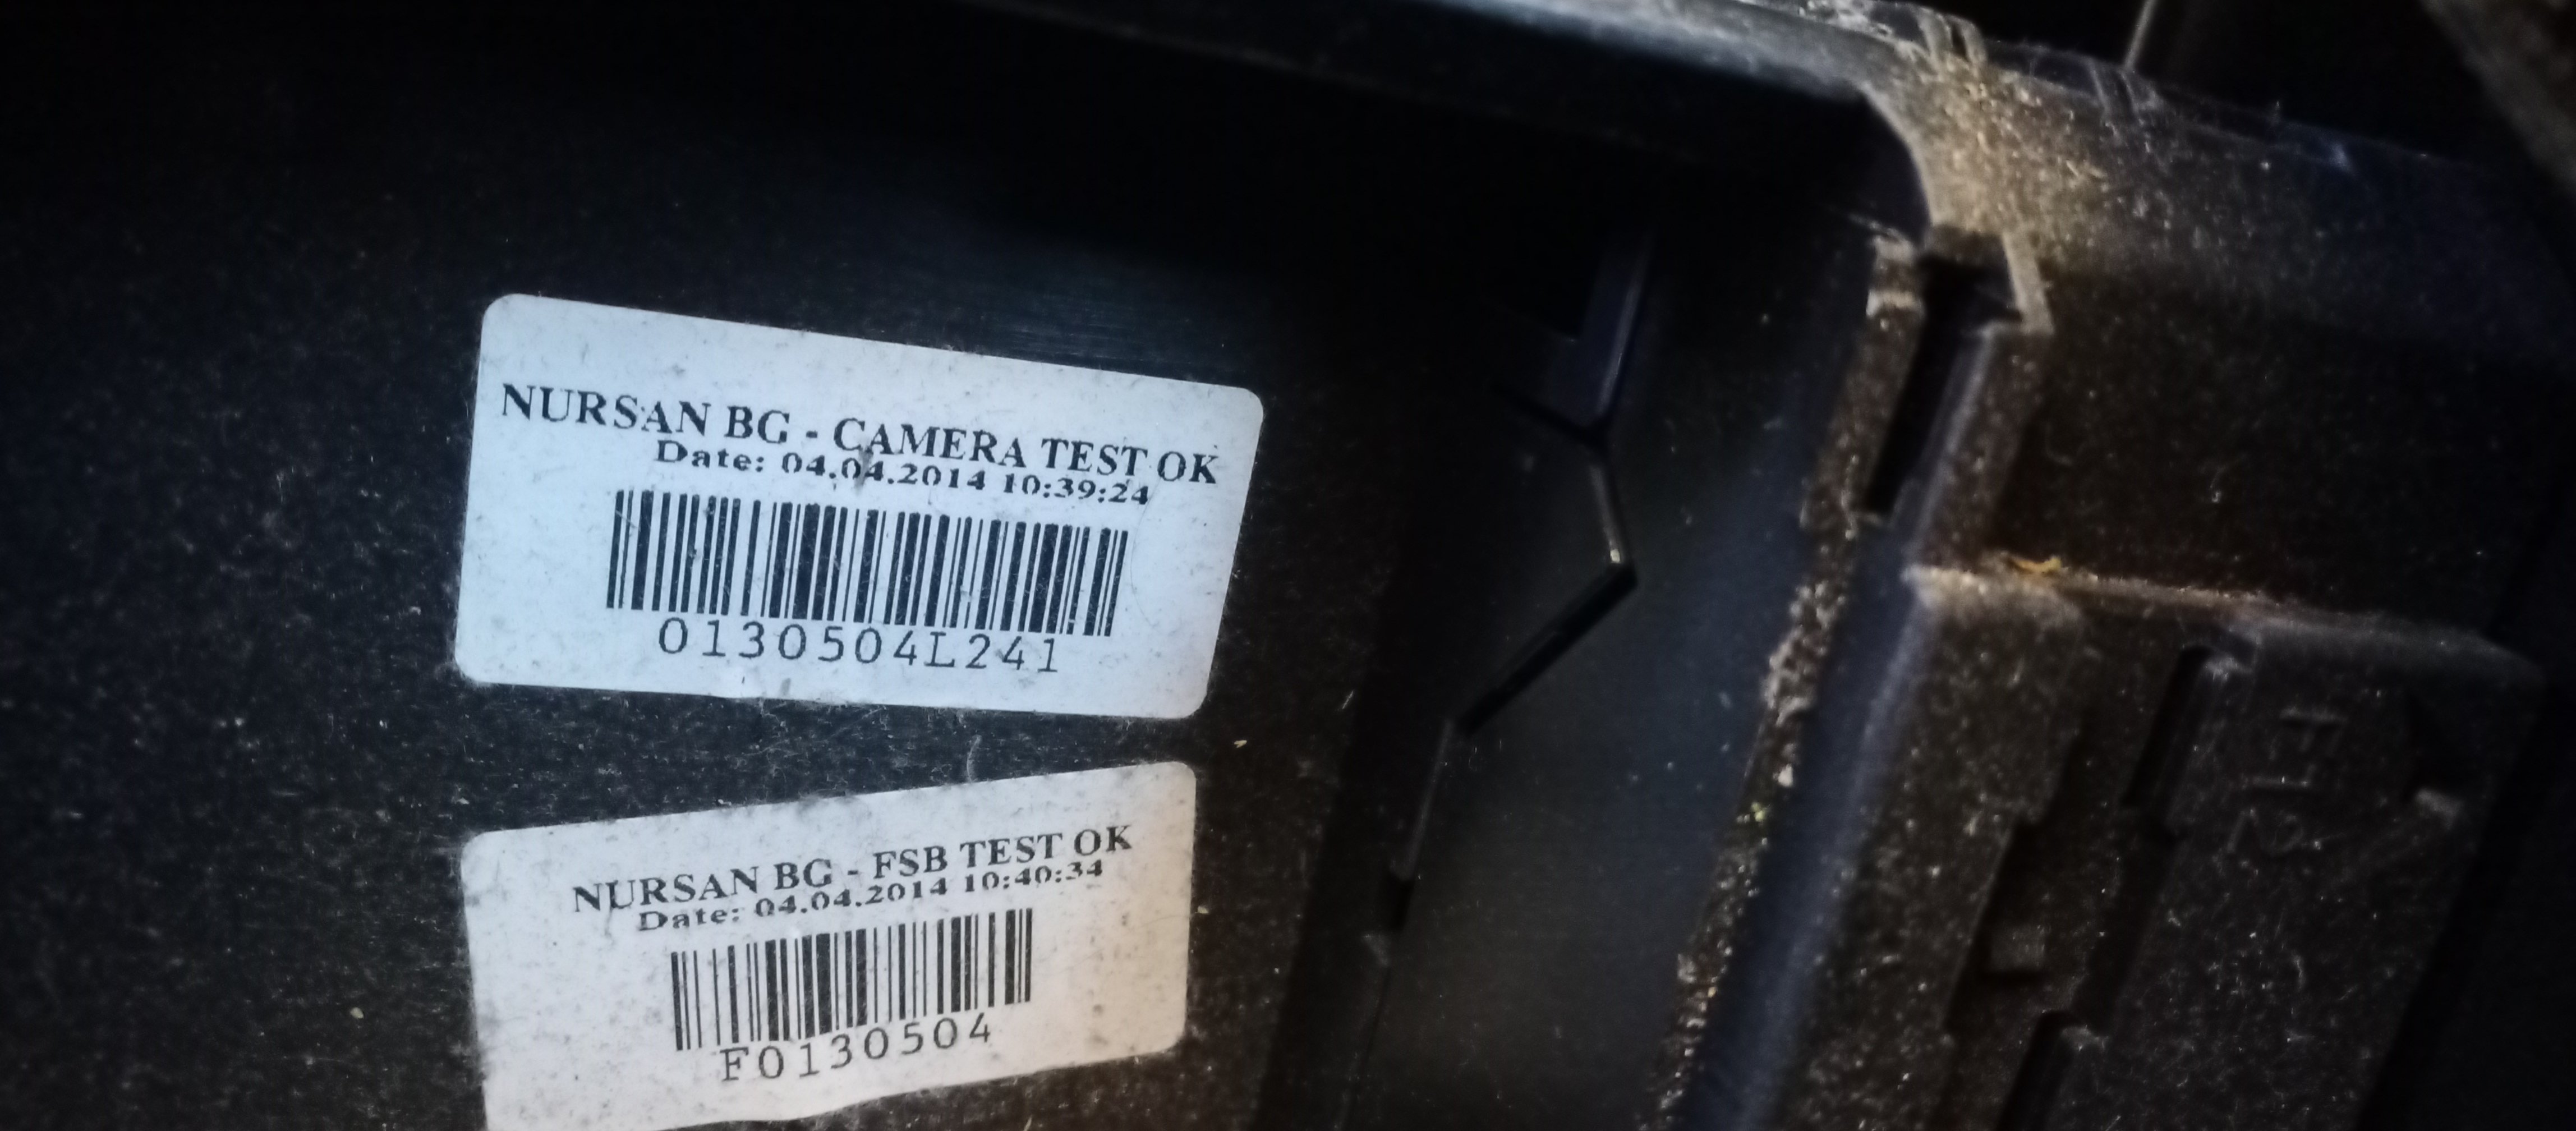 NURSAN BG - CAMERA TEST OK
Date: 04.04.2014 10:39:24
0130504L241
NURSAN BG - FSB TEST OK
Date: 04.04.2014 10:40:34
F0130504